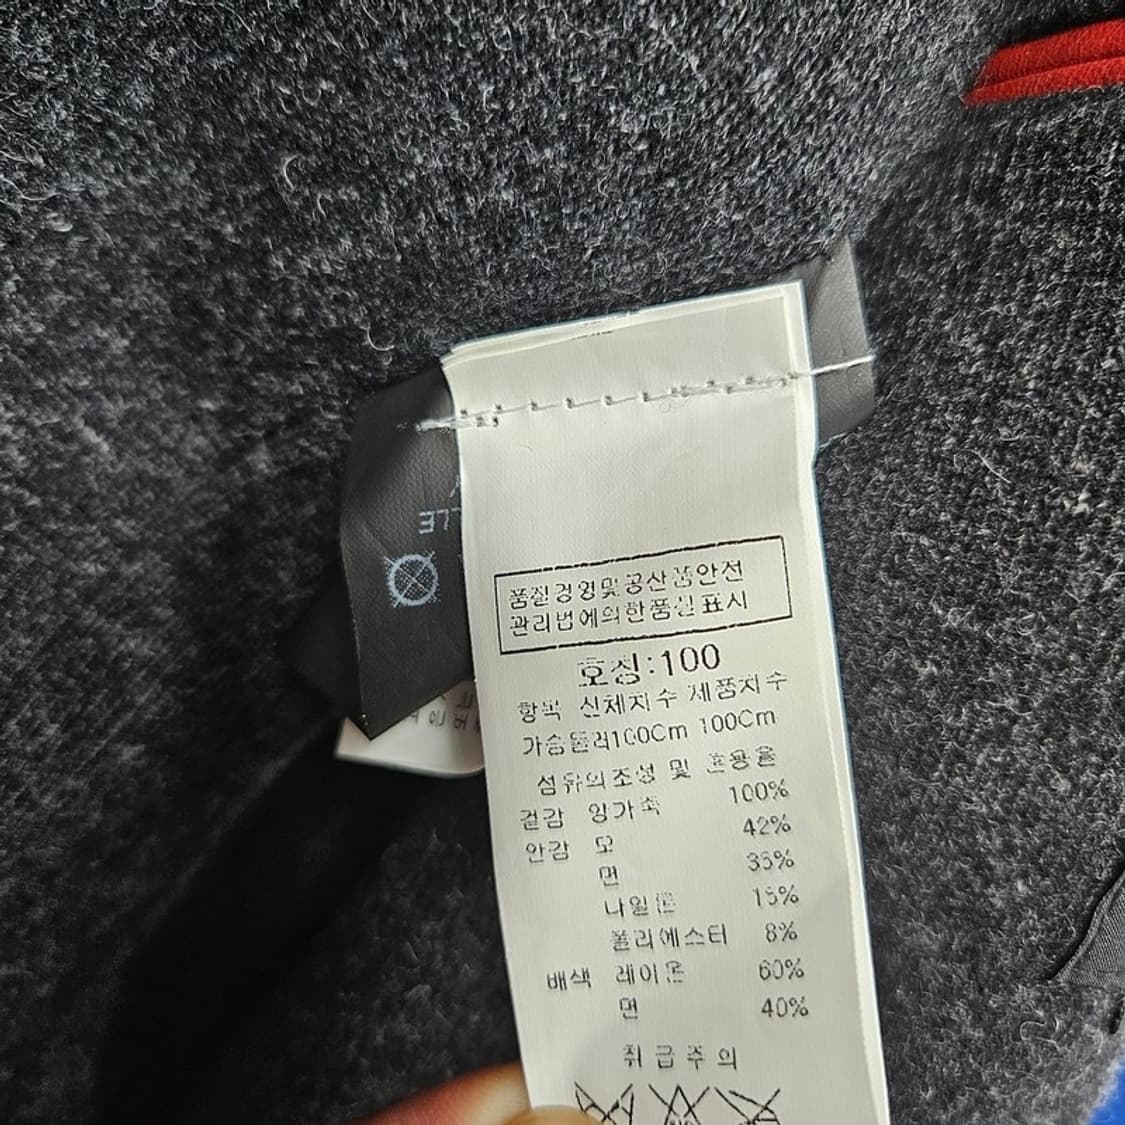 품질경영및공산품안전
관리법에의한품질표시
호칭:100
항목 신체치수 제품치수
가슴둘레100Cm 100Cm
섬유의조성 및 혼용율
겉감 양가죽 100%
안감 모 42%
면 35%
나일론 15%
폴리에스터 8%
배색 레이온 60%
면 40%
취급주의